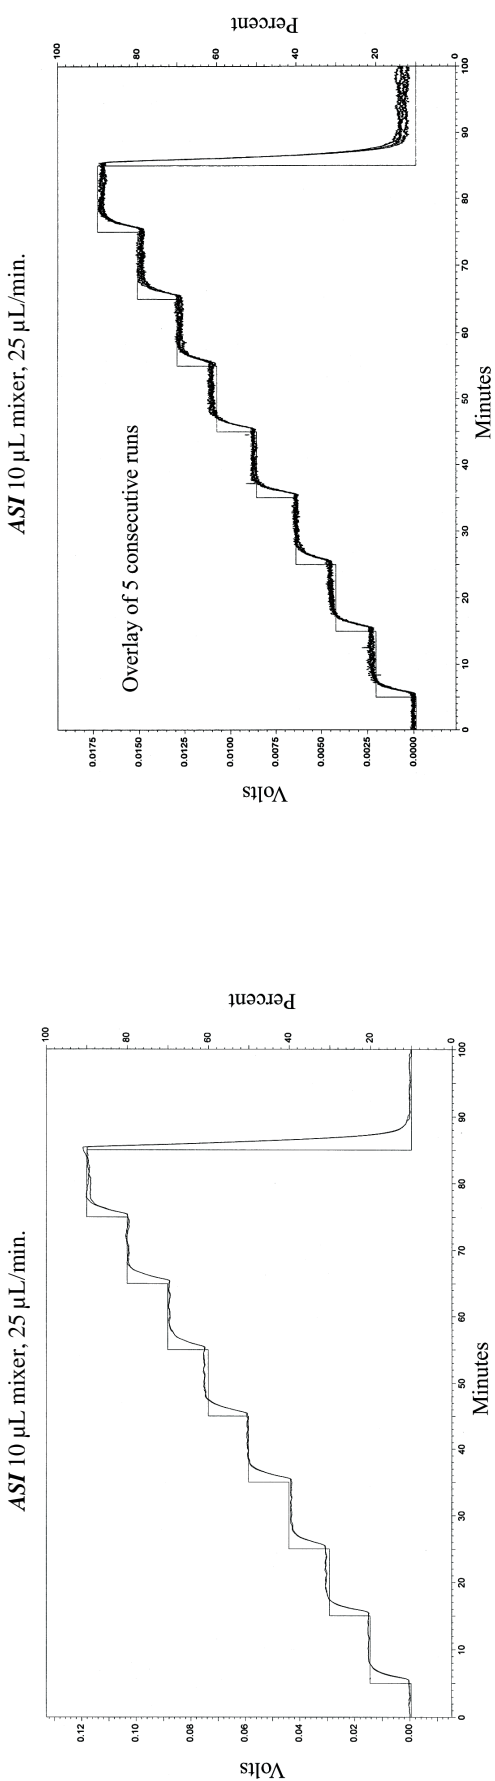 ASI 10 µL mixer, 25 µL/min.
Volts
0.12
0.10
0.08
0.06
0.04
0.02
0.00
Percent
100
80
60
40
20
0
0 10 20 30 40 50 60 70 80 90 100
Minutes
ASI 10 µL mixer, 25 µL/min.
Overlay of 5 consecutive runs
Volts
0.0175
0.0150
0.0125
0.0100
0.0075
0.0050
0.0025
0.0000
Percent
100
80
60
40
20
0
0 10 20 30 40 50 60 70 80 90 100
Minutes